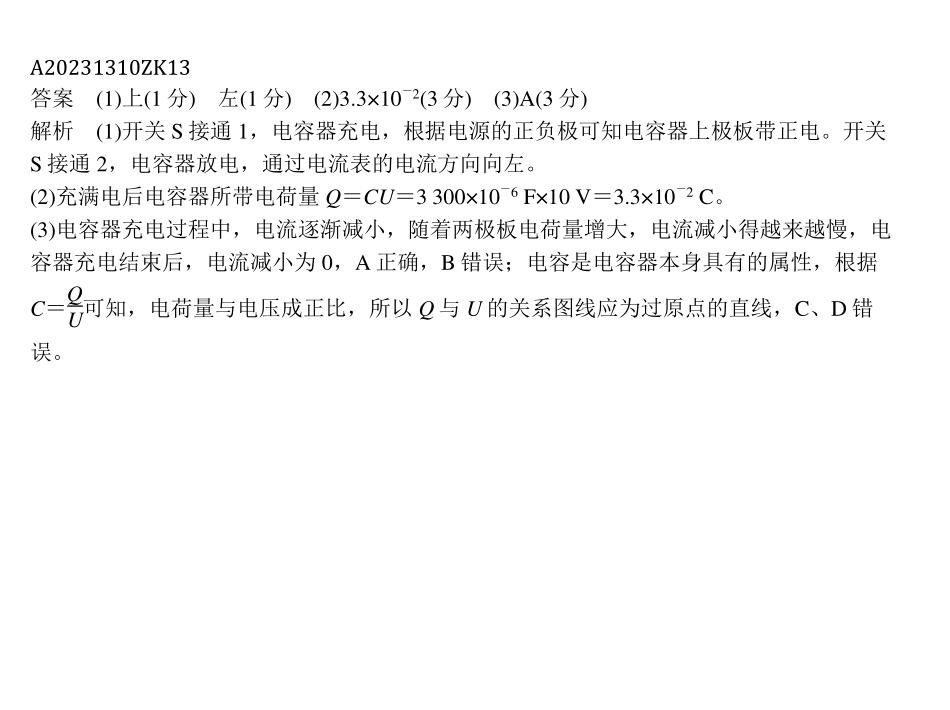 A20231310ZK13
答案　(1)上(1 分)　左(1 分)　(2)3.3×10⁻²(3 分)　(3)A(3 分)
解析　(1)开关 S 接通 1，电容器充电，根据电源的正负极可知电容器上极板带正电。开关
S 接通 2，电容器放电，通过电流表的电流方向向左。
(2)充满电后电容器所带电荷量 Q＝CU＝3 300×10⁻⁶ F×10 V＝3.3×10⁻² C。
(3)电容器充电过程中，电流逐渐减小，随着两极板电荷量增大，电流减小得越来越慢，电
容器充电结束后，电流减小为 0，A 正确，B 错误；电容是电容器本身具有的属性，根据
C＝Q/U可知，电荷量与电压成正比，所以 Q 与 U 的关系图线应为过原点的直线，C、D 错
误。